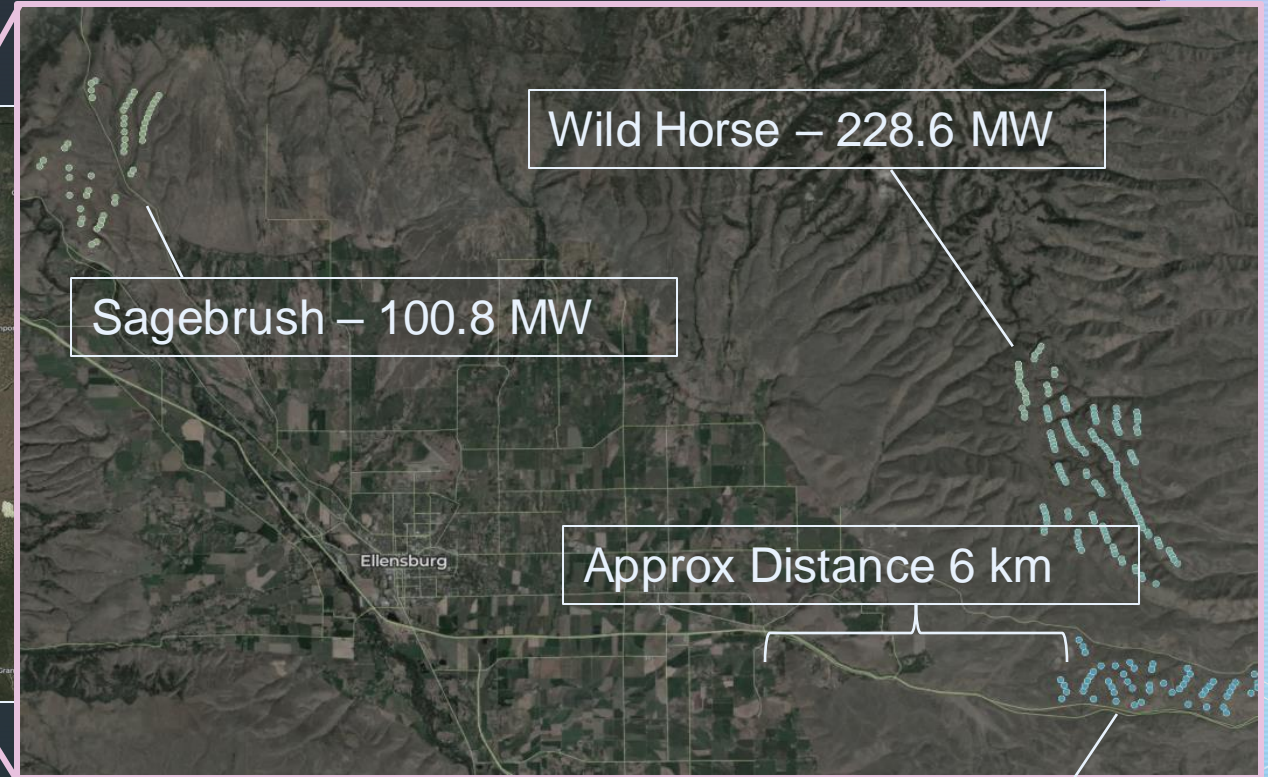 Wild Horse – 228.6 MW
Sagebrush – 100.8 MW
Ellensburg
Approx Distance 6 km